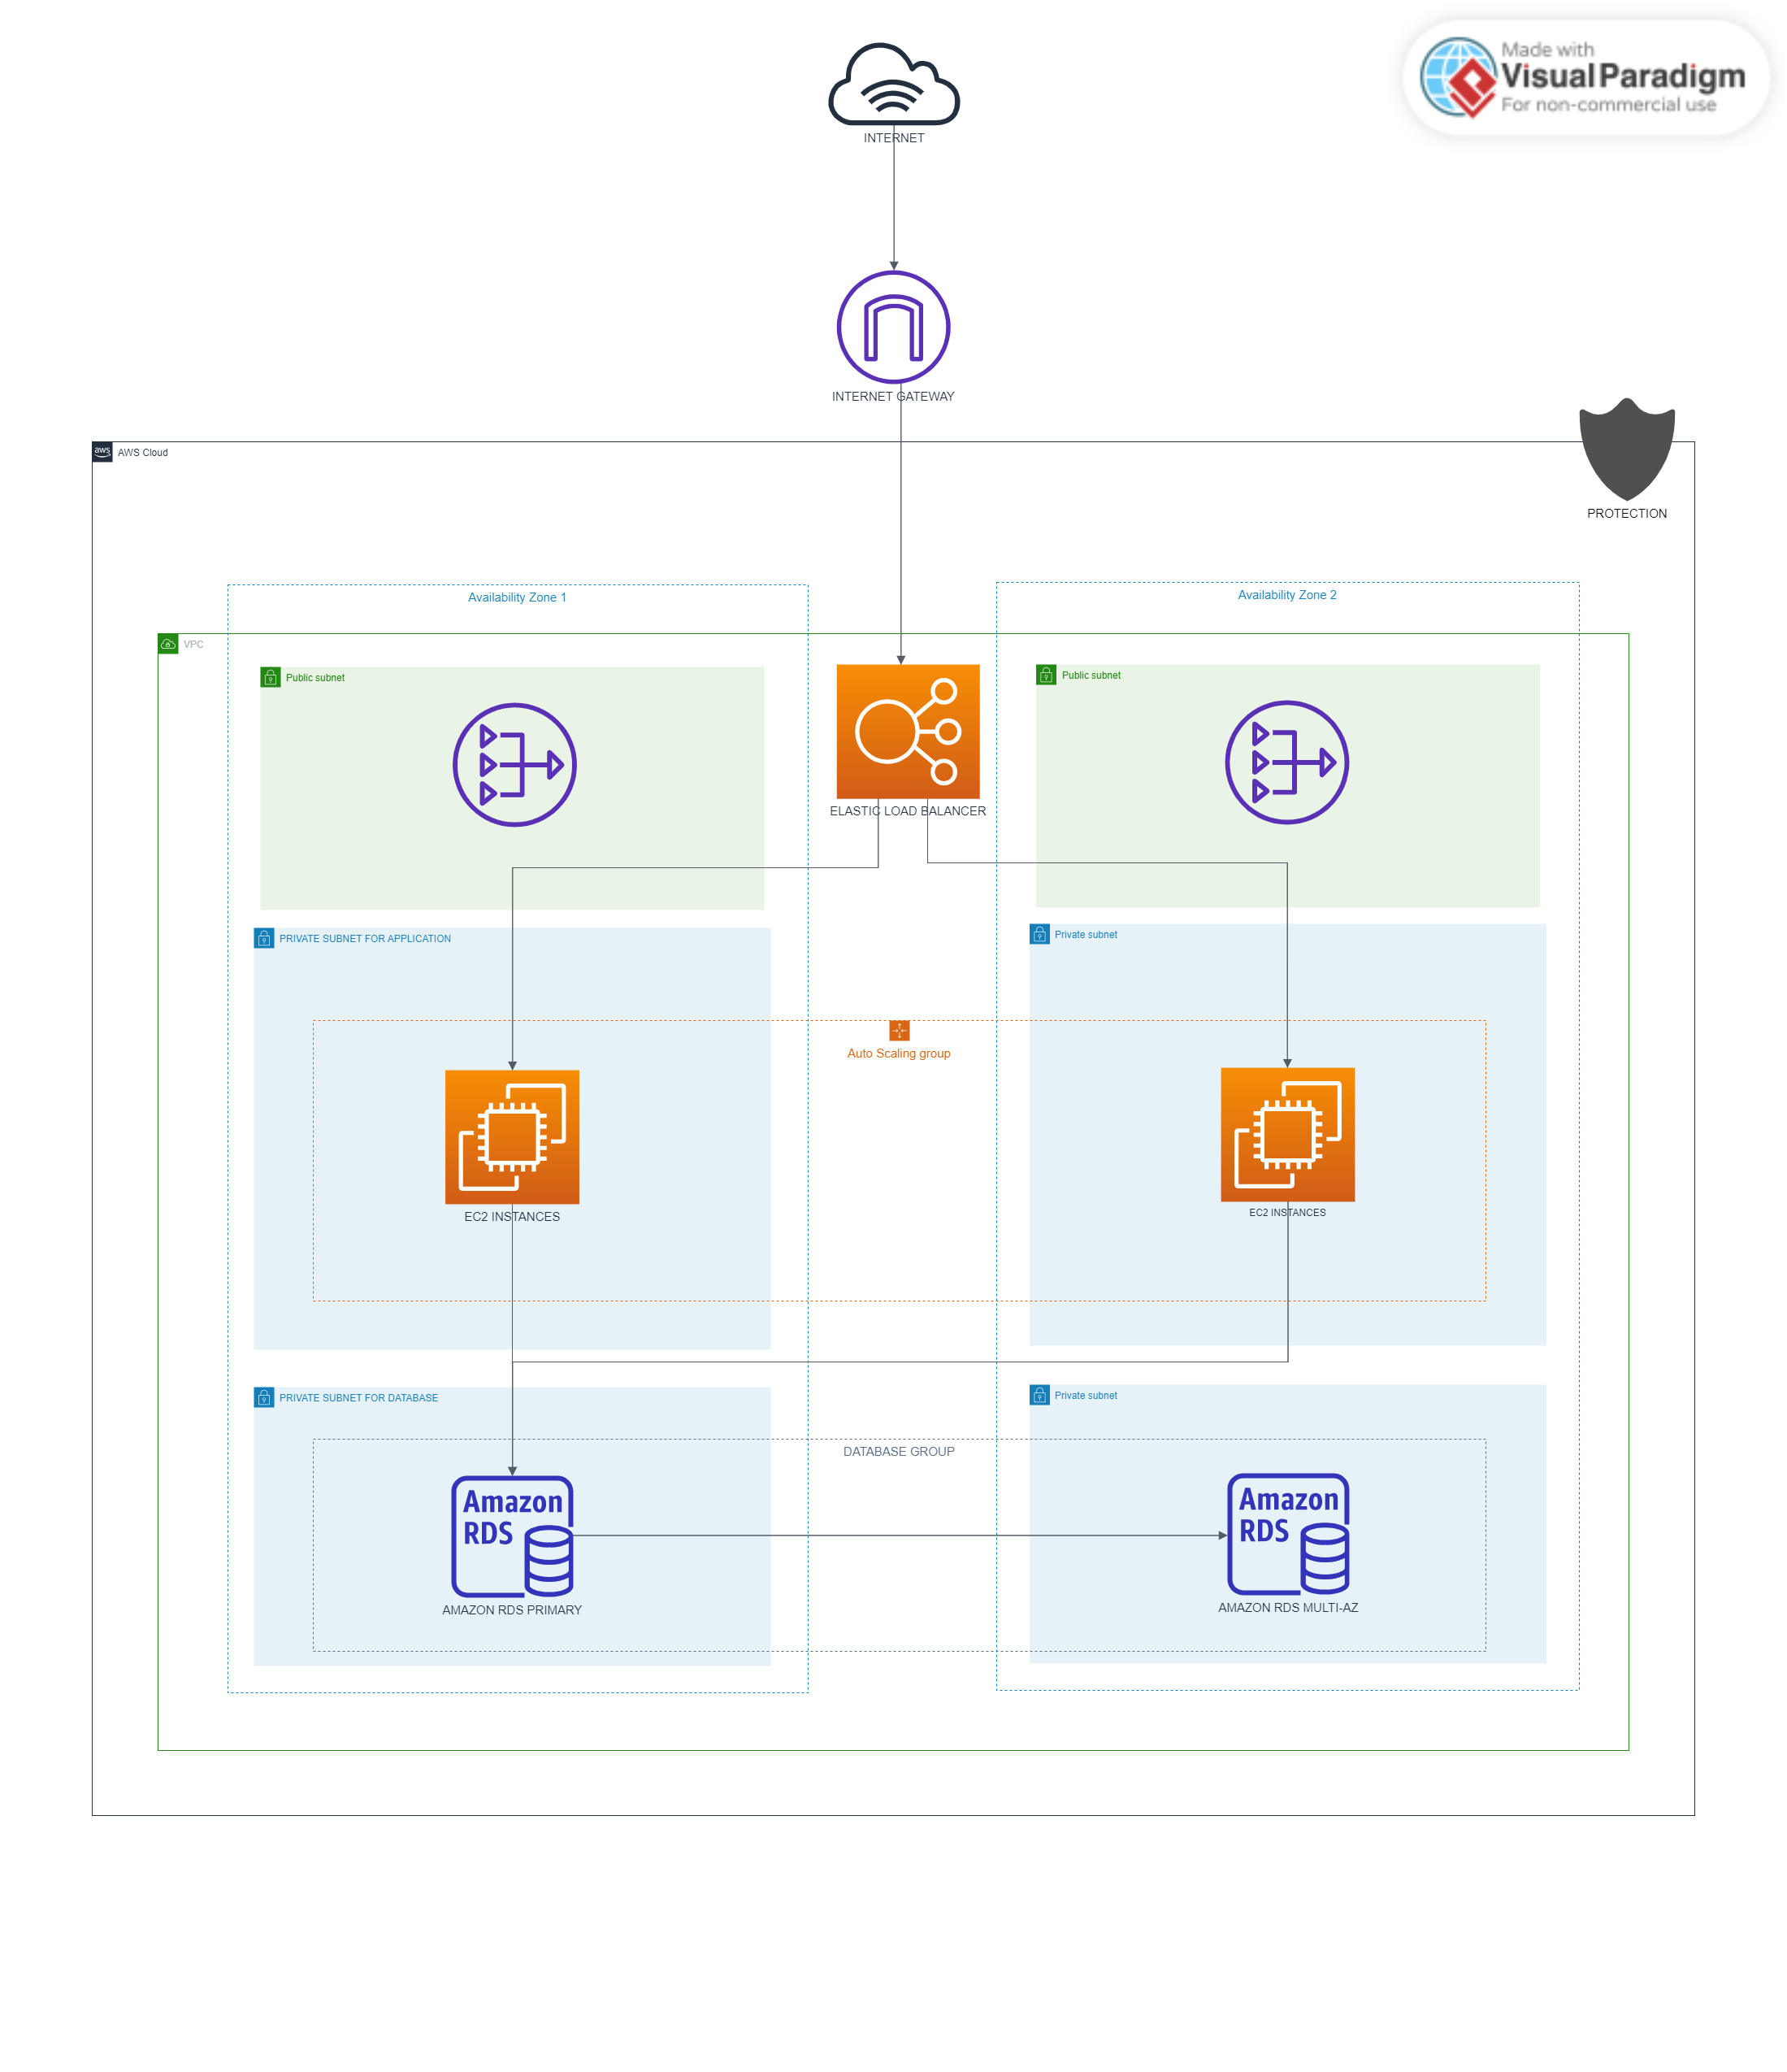 Made with
Visual Paradigm
For non-commercial use
INTERNET
INTERNET GATEWAY
aws
AWS Cloud
PROTECTION
Availability Zone 1
Availability Zone 2
VPC
Public subnet
Public subnet
ELASTIC LOAD BALANCER
PRIVATE SUBNET FOR APPLICATION
Private subnet
Auto Scaling group
EC2 INSTANCES
EC2 INSTANCES
PRIVATE SUBNET FOR DATABASE
Private subnet
DATABASE GROUP
Amazon
RDS
Amazon
RDS
AMAZON RDS PRIMARY
AMAZON RDS MULTI-AZ